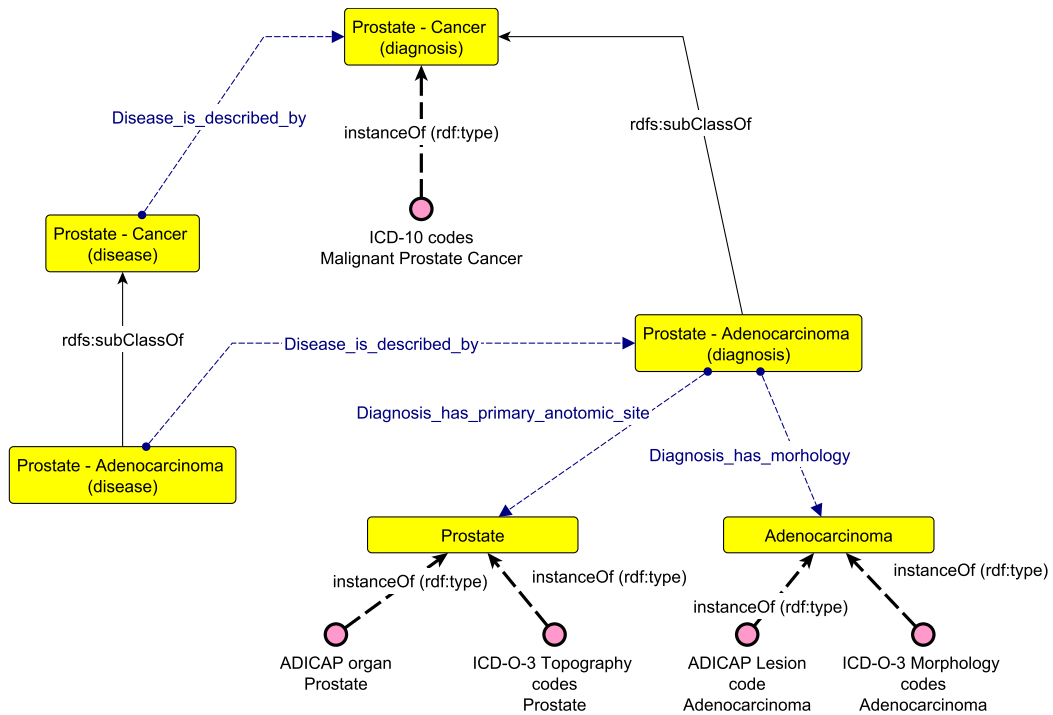 Prostate - Cancer
(diagnosis)
Disease_is_described_by
instanceOf (rdf:type)
rdfs:subClassOf
ICD-10 codes
Malignant Prostate Cancer
Prostate - Cancer
(disease)
rdfs:subClassOf
Disease_is_described_by
Prostate - Adenocarcinoma
(diagnosis)
Diagnosis_has_primary_anotomic_site
Diagnosis_has_morhology
Prostate - Adenocarcinoma
(disease)
Prostate
Adenocarcinoma
instanceOf (rdf:type)
instanceOf (rdf:type)
instanceOf (rdf:type)
instanceOf (rdf:type)
ADICAP organ
Prostate
ICD-O-3 Topography
codes
Prostate
ADICAP Lesion
code
Adenocarcinoma
ICD-O-3 Morphology
codes
Adenocarcinoma